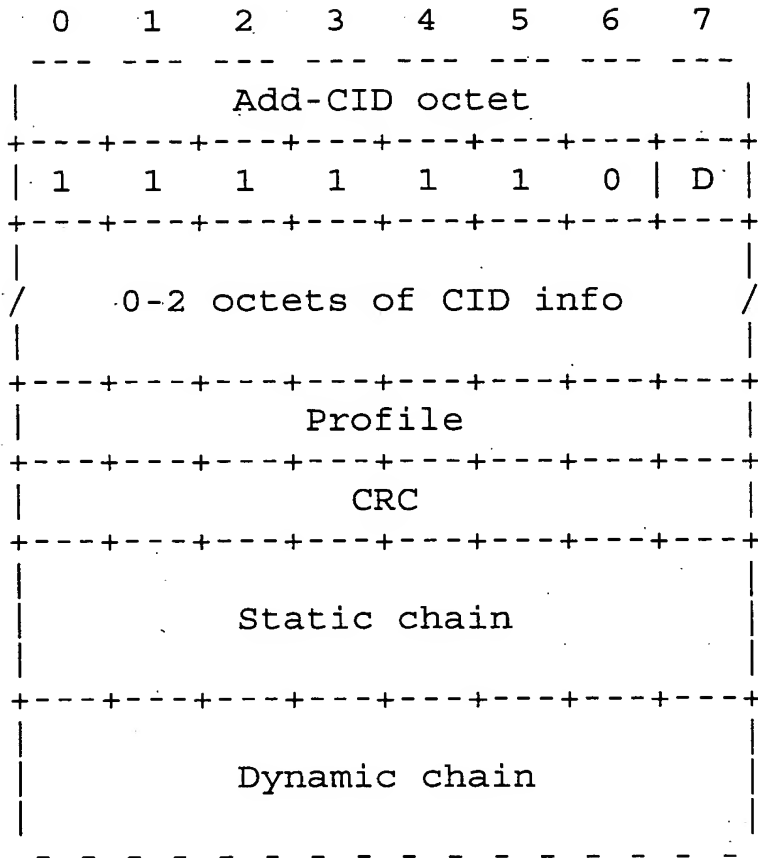 0 1 2 3 4 5 6 7
--- --- --- --- --- --- --- ---
| Add-CID octet |
+---+---+---+---+---+---+---+---+
| 1 1 1 1 1 1 0 | D |
+---+---+---+---+---+---+---+---+
| |
/ 0-2 octets of CID info /
| |
+---+---+---+---+---+---+---+---+
| Profile |
+---+---+---+---+---+---+---+---+
| CRC |
+---+---+---+---+---+---+---+---+
| |
| Static chain |
| |
+---+---+---+---+---+---+---+---+
| |
| Dynamic chain |
| |
- - - - - - - - - - - - - - - -